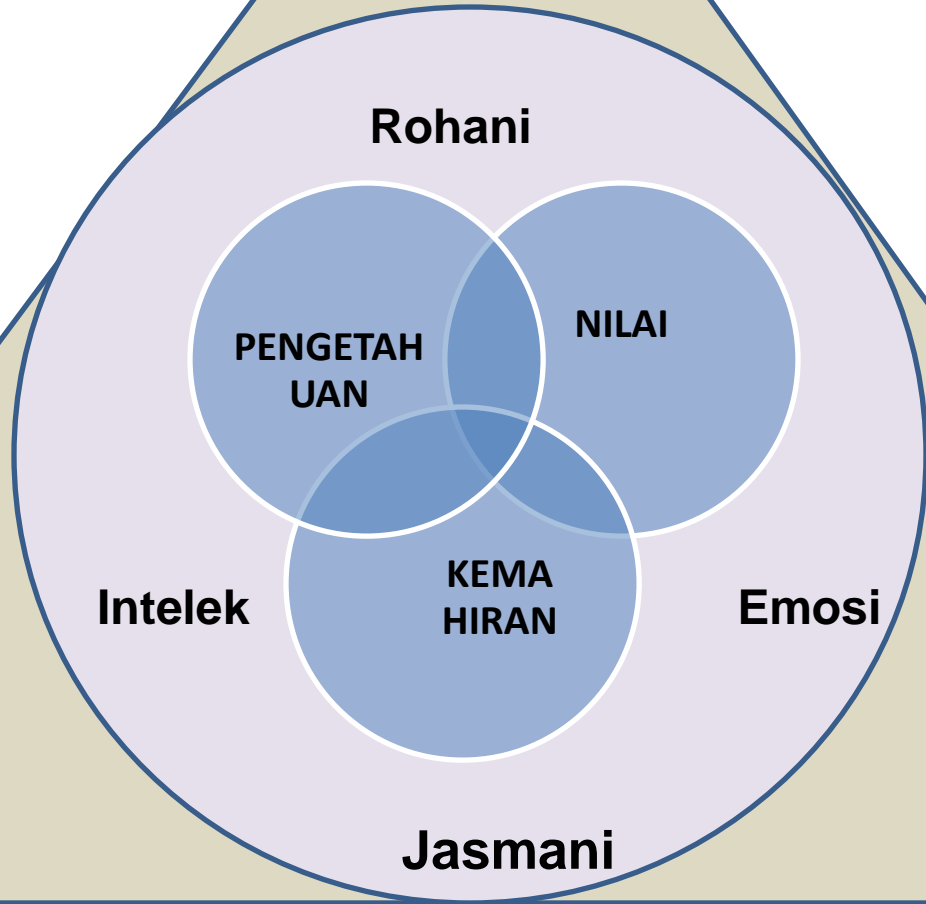 Rohani
PENGETAH
UAN
NILAI
KEMA
HIRAN
Intelek
Emosi
Jasmani